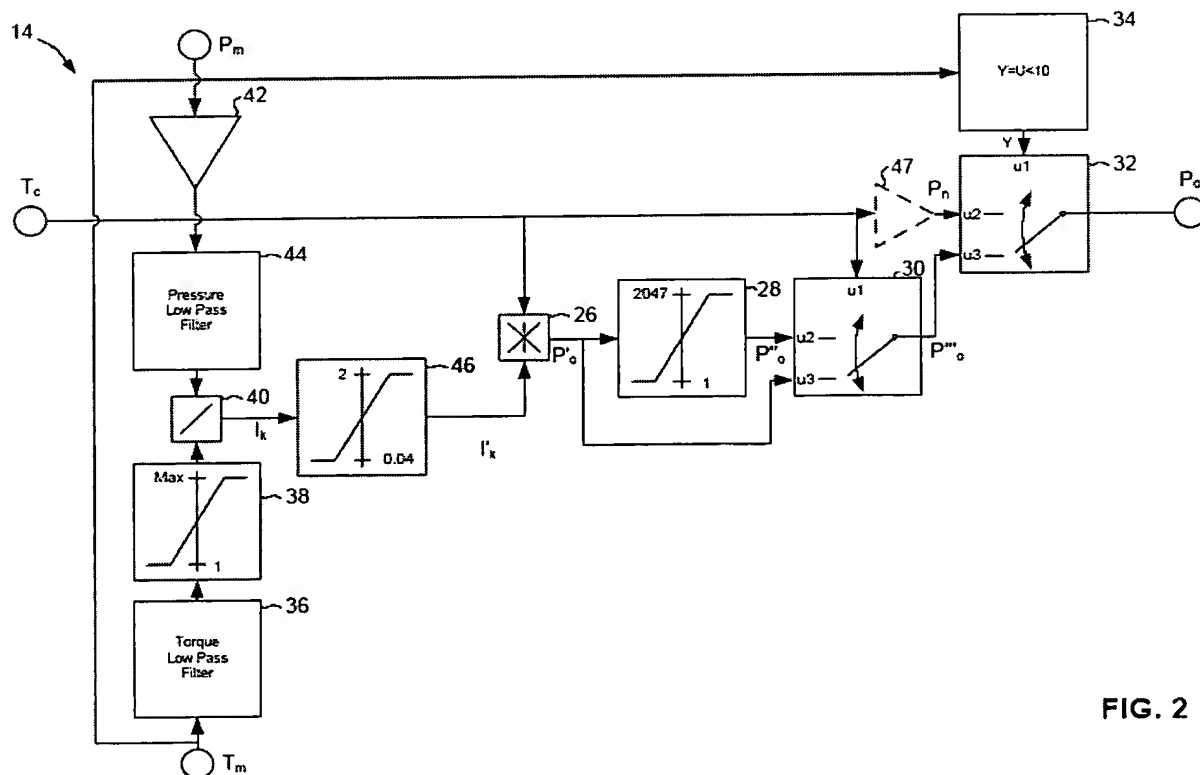 14
Pm
34
42
Y=U<10
Y
Tc
47
Pn
u1
32
Po
u2
u3
44
Pressure
Low Pass
Filter
26
P'o
2047
28
1
P"o
30
u1
u2
u3
P'"o
40
Ik
2
46
0.04
I'k
Max
38
1
36
Torque
Low Pass
Filter
Tm
FIG. 2